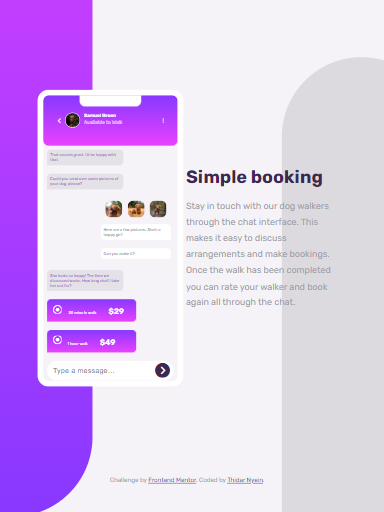 Samuel Green
Available to Walk
That sounds great. I'd be happy with
that.
Could you send over some pictures of
your dog, please?
Here are a few pictures. She's a
happy girl!
Can you make it?
She looks so happy! The time we
discussed works. How long shall I take
her out for?
30 minute walk $29
1 hour walk $49
Type a message...
Simple booking
Stay in touch with our dog walkers
through the chat interface. This
makes it easy to discuss
arrangements and make bookings.
Once the walk has been completed
you can rate your walker and book
again all through the chat.
Challenge by Frontend Mentor. Coded by Thidar Nyein.